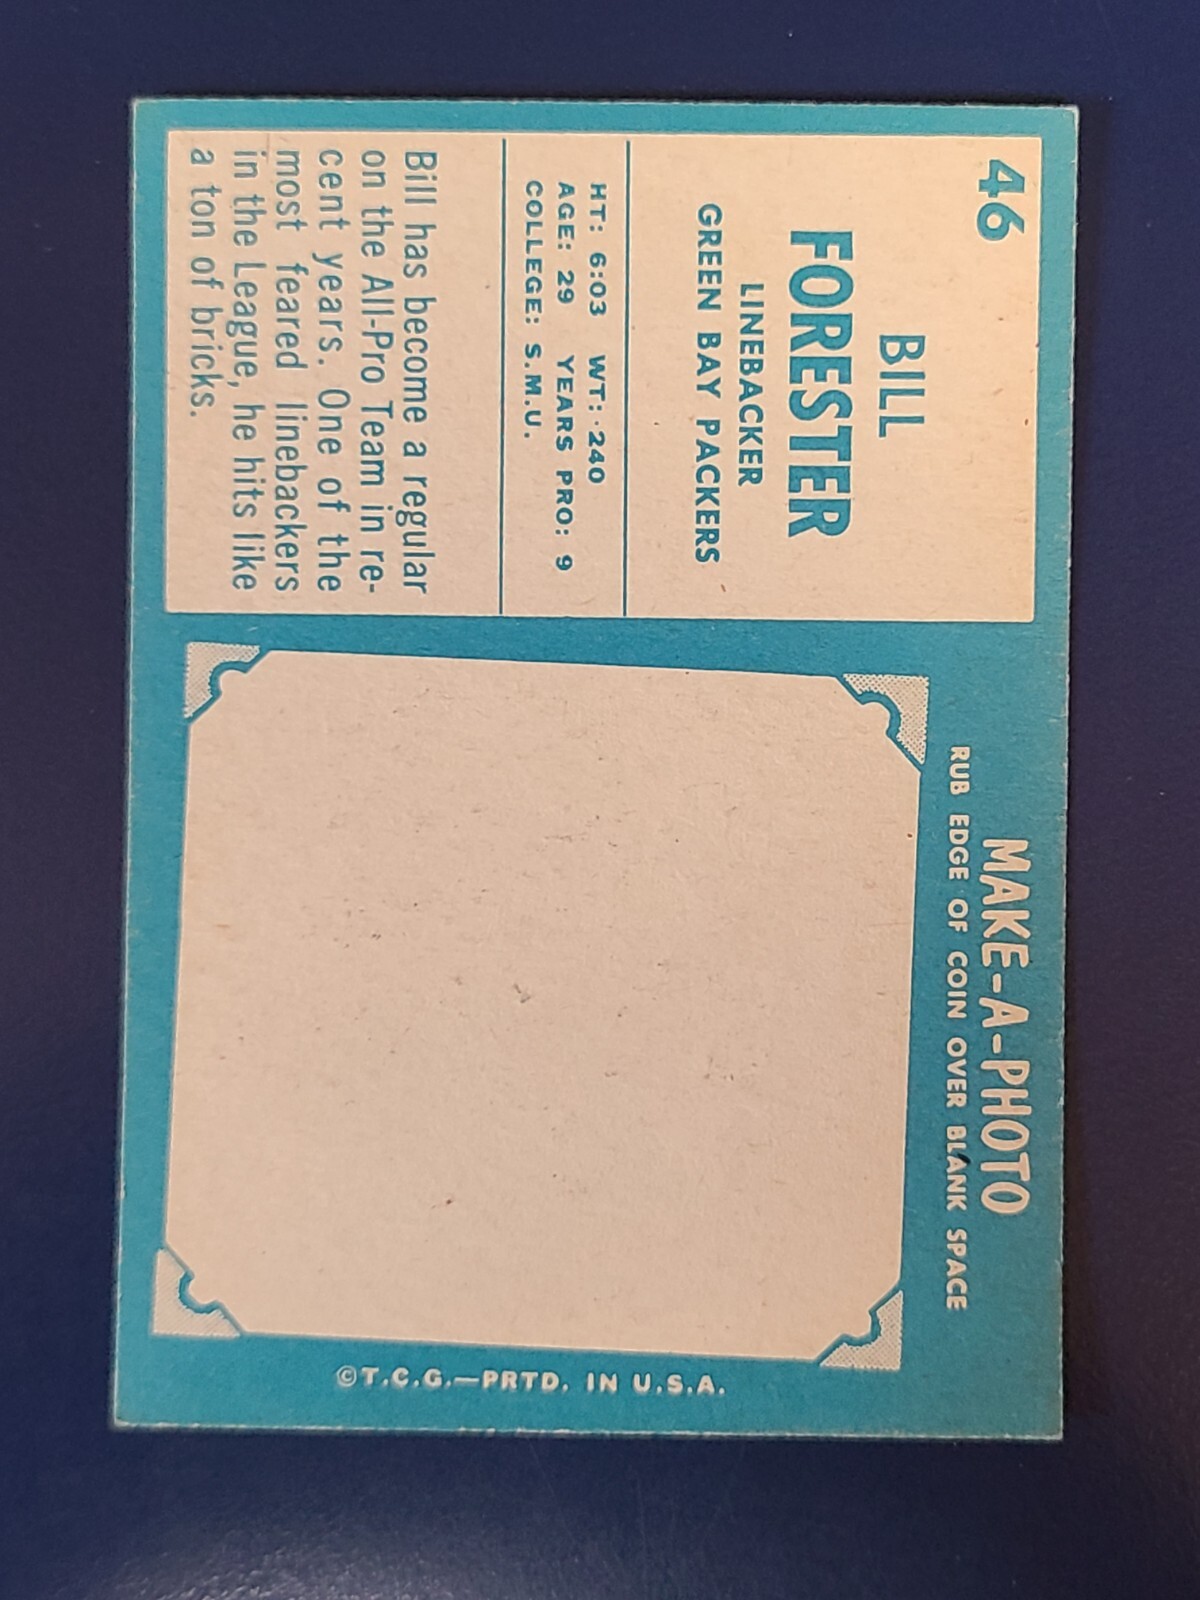 46
BILL
FORESTER
LINEBACKER
GREEN BAY PACKERS
HT: 6:03 WT: 240
AGE: 29 YEARS PRO: 9
COLLEGE: S.M.U.
Bill has become a regular
on the All-Pro Team in re-
cent years. One of the
most feared linebackers
in the League, he hits like
a ton of bricks.
MAKE-A-PHOTO
RUB EDGE OF COIN OVER BLANK SPACE
©T.C.G.—PRTD. IN U.S.A.